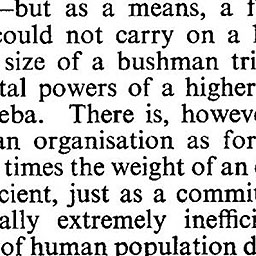 —but as a means, a f
could not carry on a
size of a bushman tri
tal powers of a higher
eba. There is, howeve
an organisation as for
times the weight of an
cient, just as a commit
ally extremely ineffici
of human population d